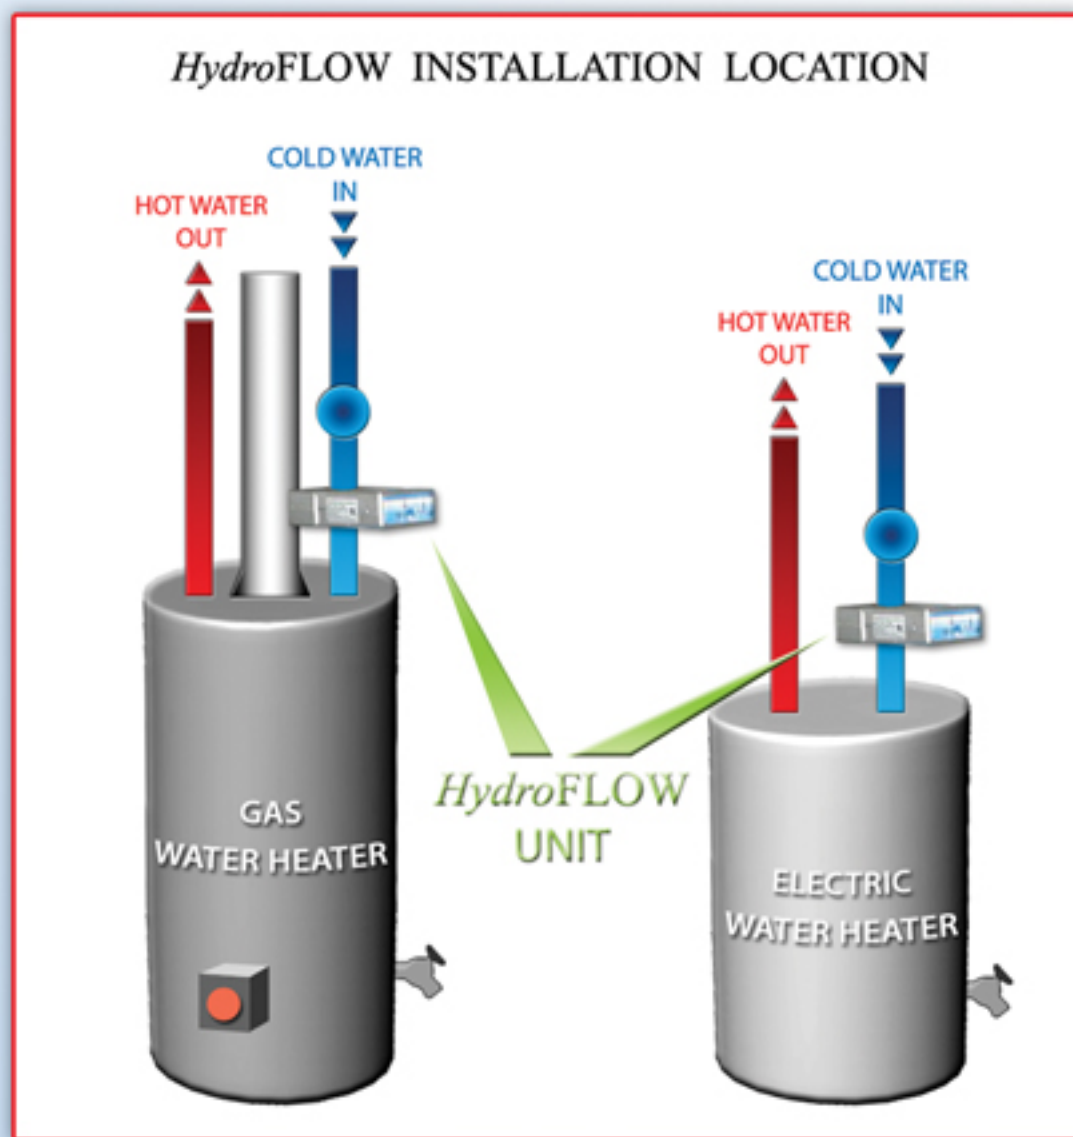 HydroFLOW INSTALLATION LOCATION
COLD WATER
IN
HOT WATER
OUT
COLD WATER
IN
HOT WATER
OUT
HydroFLOW
UNIT
GAS
WATER HEATER
ELECTRIC
WATER HEATER